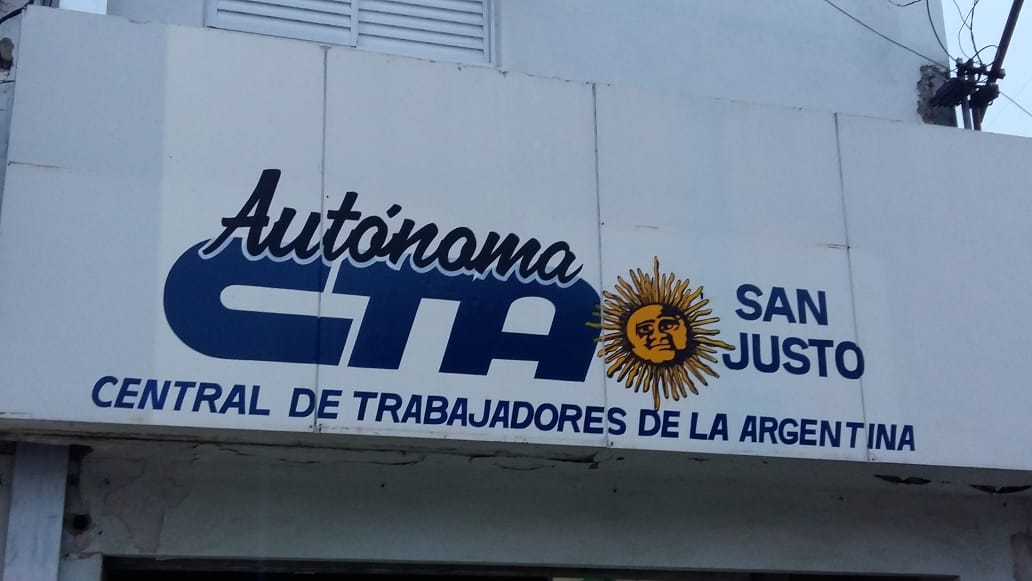 Autónoma
CTA
SAN
JUSTO
CENTRAL DE TRABAJADORES DE LA ARGENTINA